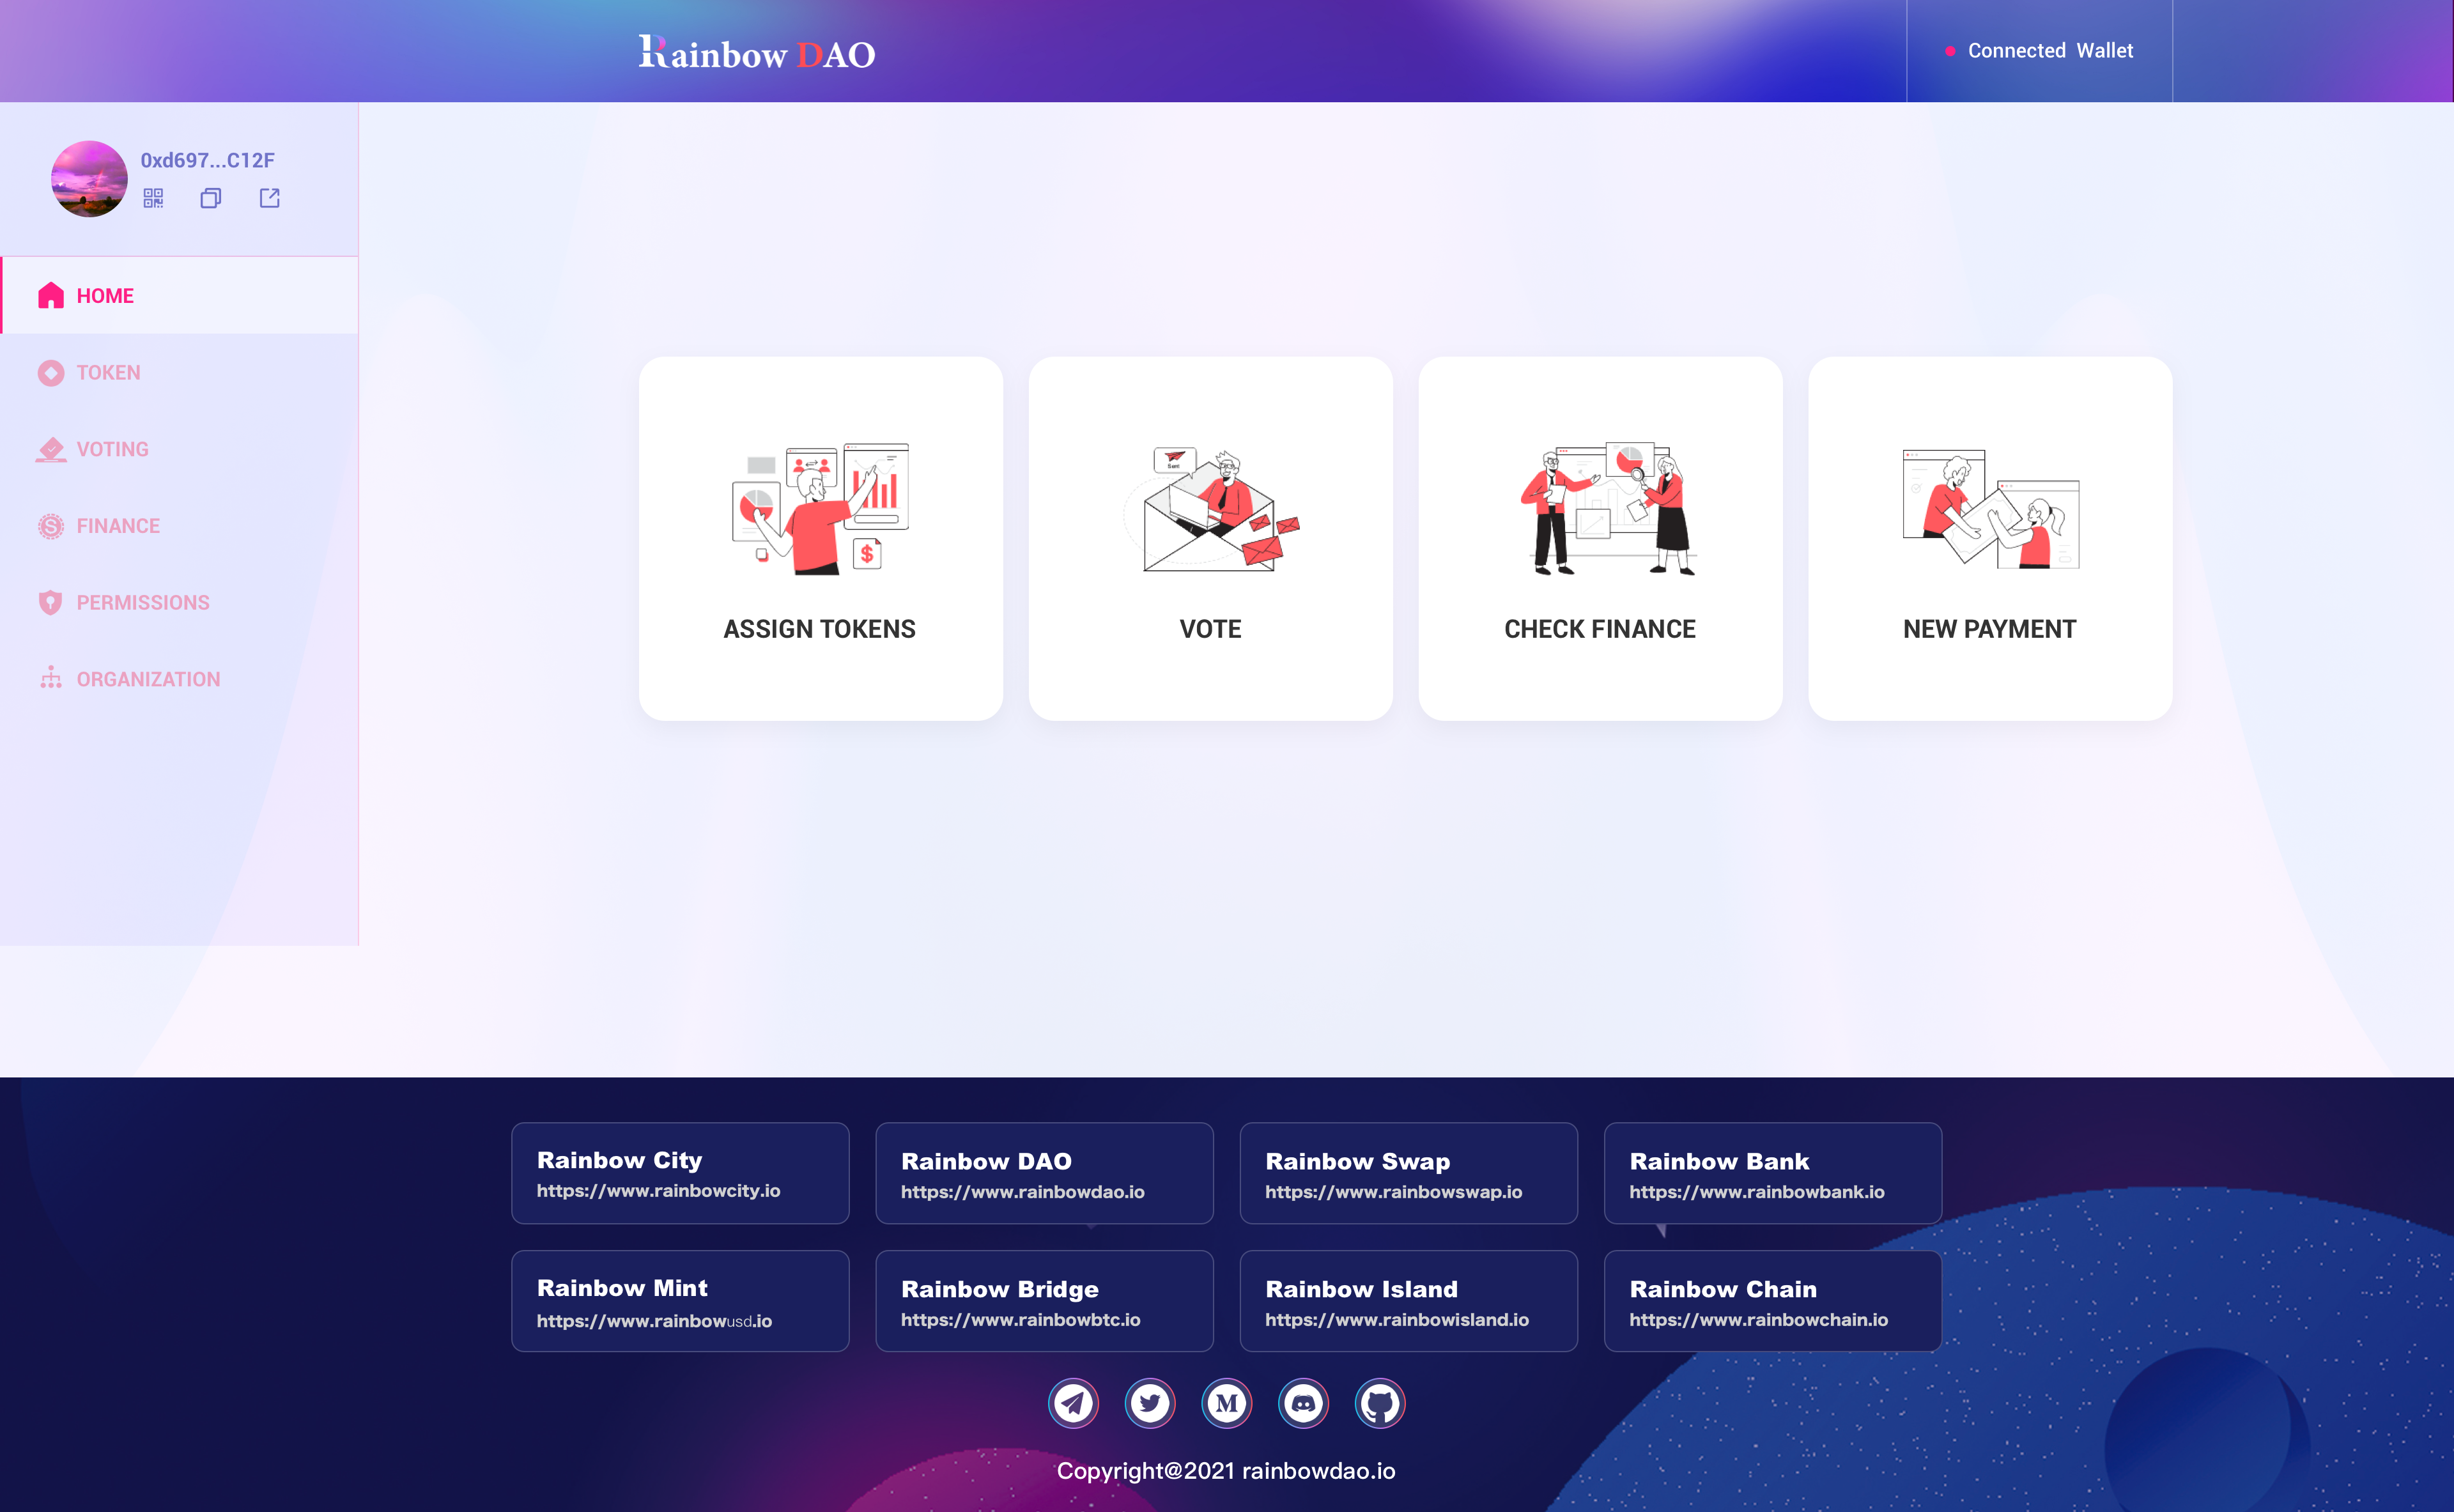 Rainbow DAO
Connected Wallet
0xd697...C12F
HOME
TOKEN
VOTING
FINANCE
PERMISSIONS
ORGANIZATION
$
ASSIGN TOKENS
Sent
VOTE
CHECK FINANCE
NEW PAYMENT
Rainbow City
https://www.rainbowcity.io
Rainbow DAO
https://www.rainbowdao.io
Rainbow Swap
https://www.rainbowswap.io
Rainbow Bank
https://www.rainbowbank.io
Rainbow Mint
https://www.rainbowusd.io
Rainbow Bridge
https://www.rainbowbtc.io
Rainbow Island
https://www.rainbowisland.io
Rainbow Chain
https://www.rainbowchain.io
M
Copyright@2021 rainbowdao.io